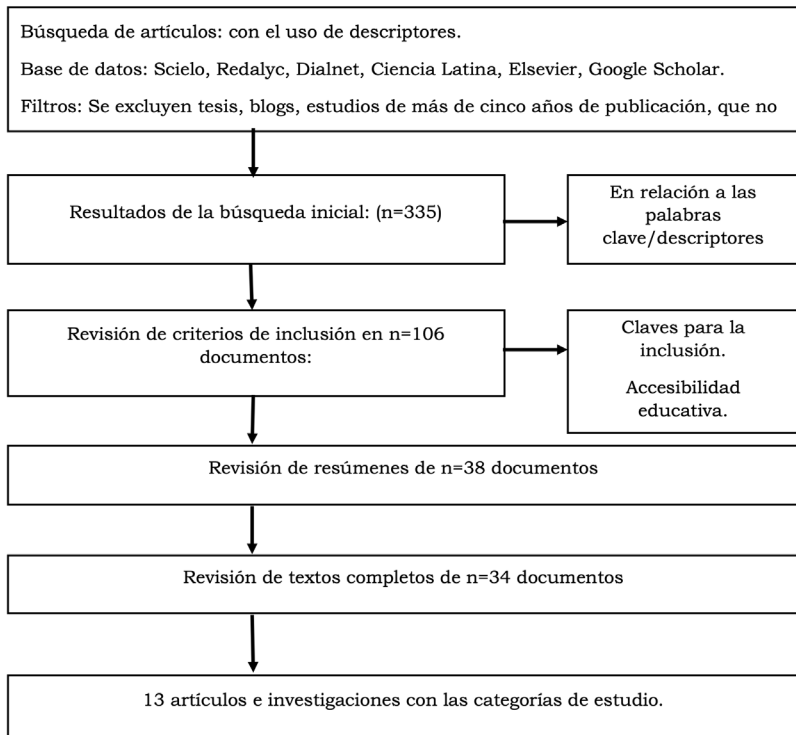 Búsqueda de artículos: con el uso de descriptores.
Base de datos: Scielo, Redalyc, Dialnet, Ciencia Latina, Elsevier, Google Scholar.
Filtros: Se excluyen tesis, blogs, estudios de más de cinco años de publicación, que no
Resultados de la búsqueda inicial: (n=335)
En relación a las
palabras
clave/descriptores
Revisión de criterios de inclusión en n=106
documentos:
Claves para la
inclusión.
Accesibilidad
educativa.
Revisión de resúmenes de n=38 documentos
Revisión de textos completos de n=34 documentos
13 artículos e investigaciones con las categorías de estudio.